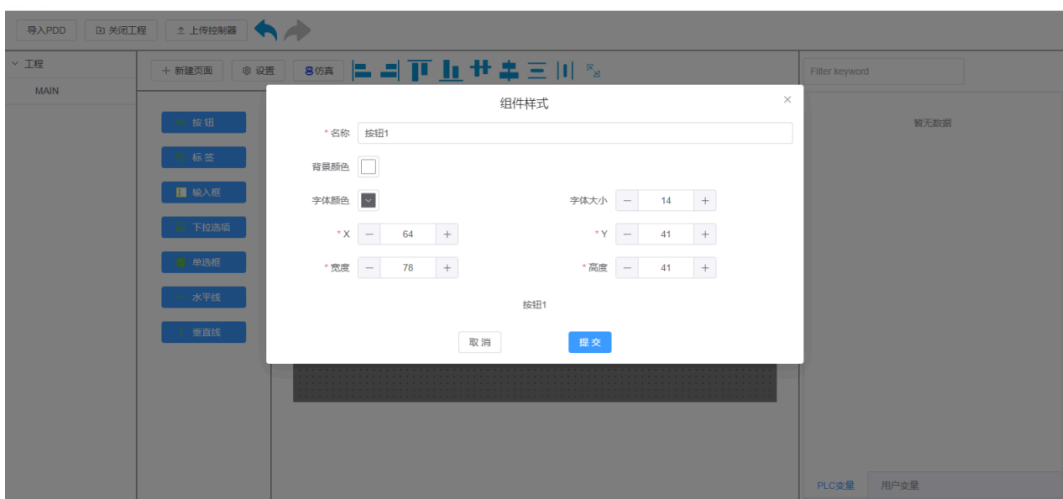 导入PDD 关闭工程 上传控制器
工程
MAIN
新建页面 设置 仿真
Filter keyword
暂无数据
按钮
标签
输入框
下拉选项
单选框
水平线
垂直线
组件样式
*名称 按钮1
背景颜色
字体颜色 字体大小 14
*X 64 *Y 41
*宽度 78 *高度 41
按钮1
取消 提交
PLC变量 用户变量